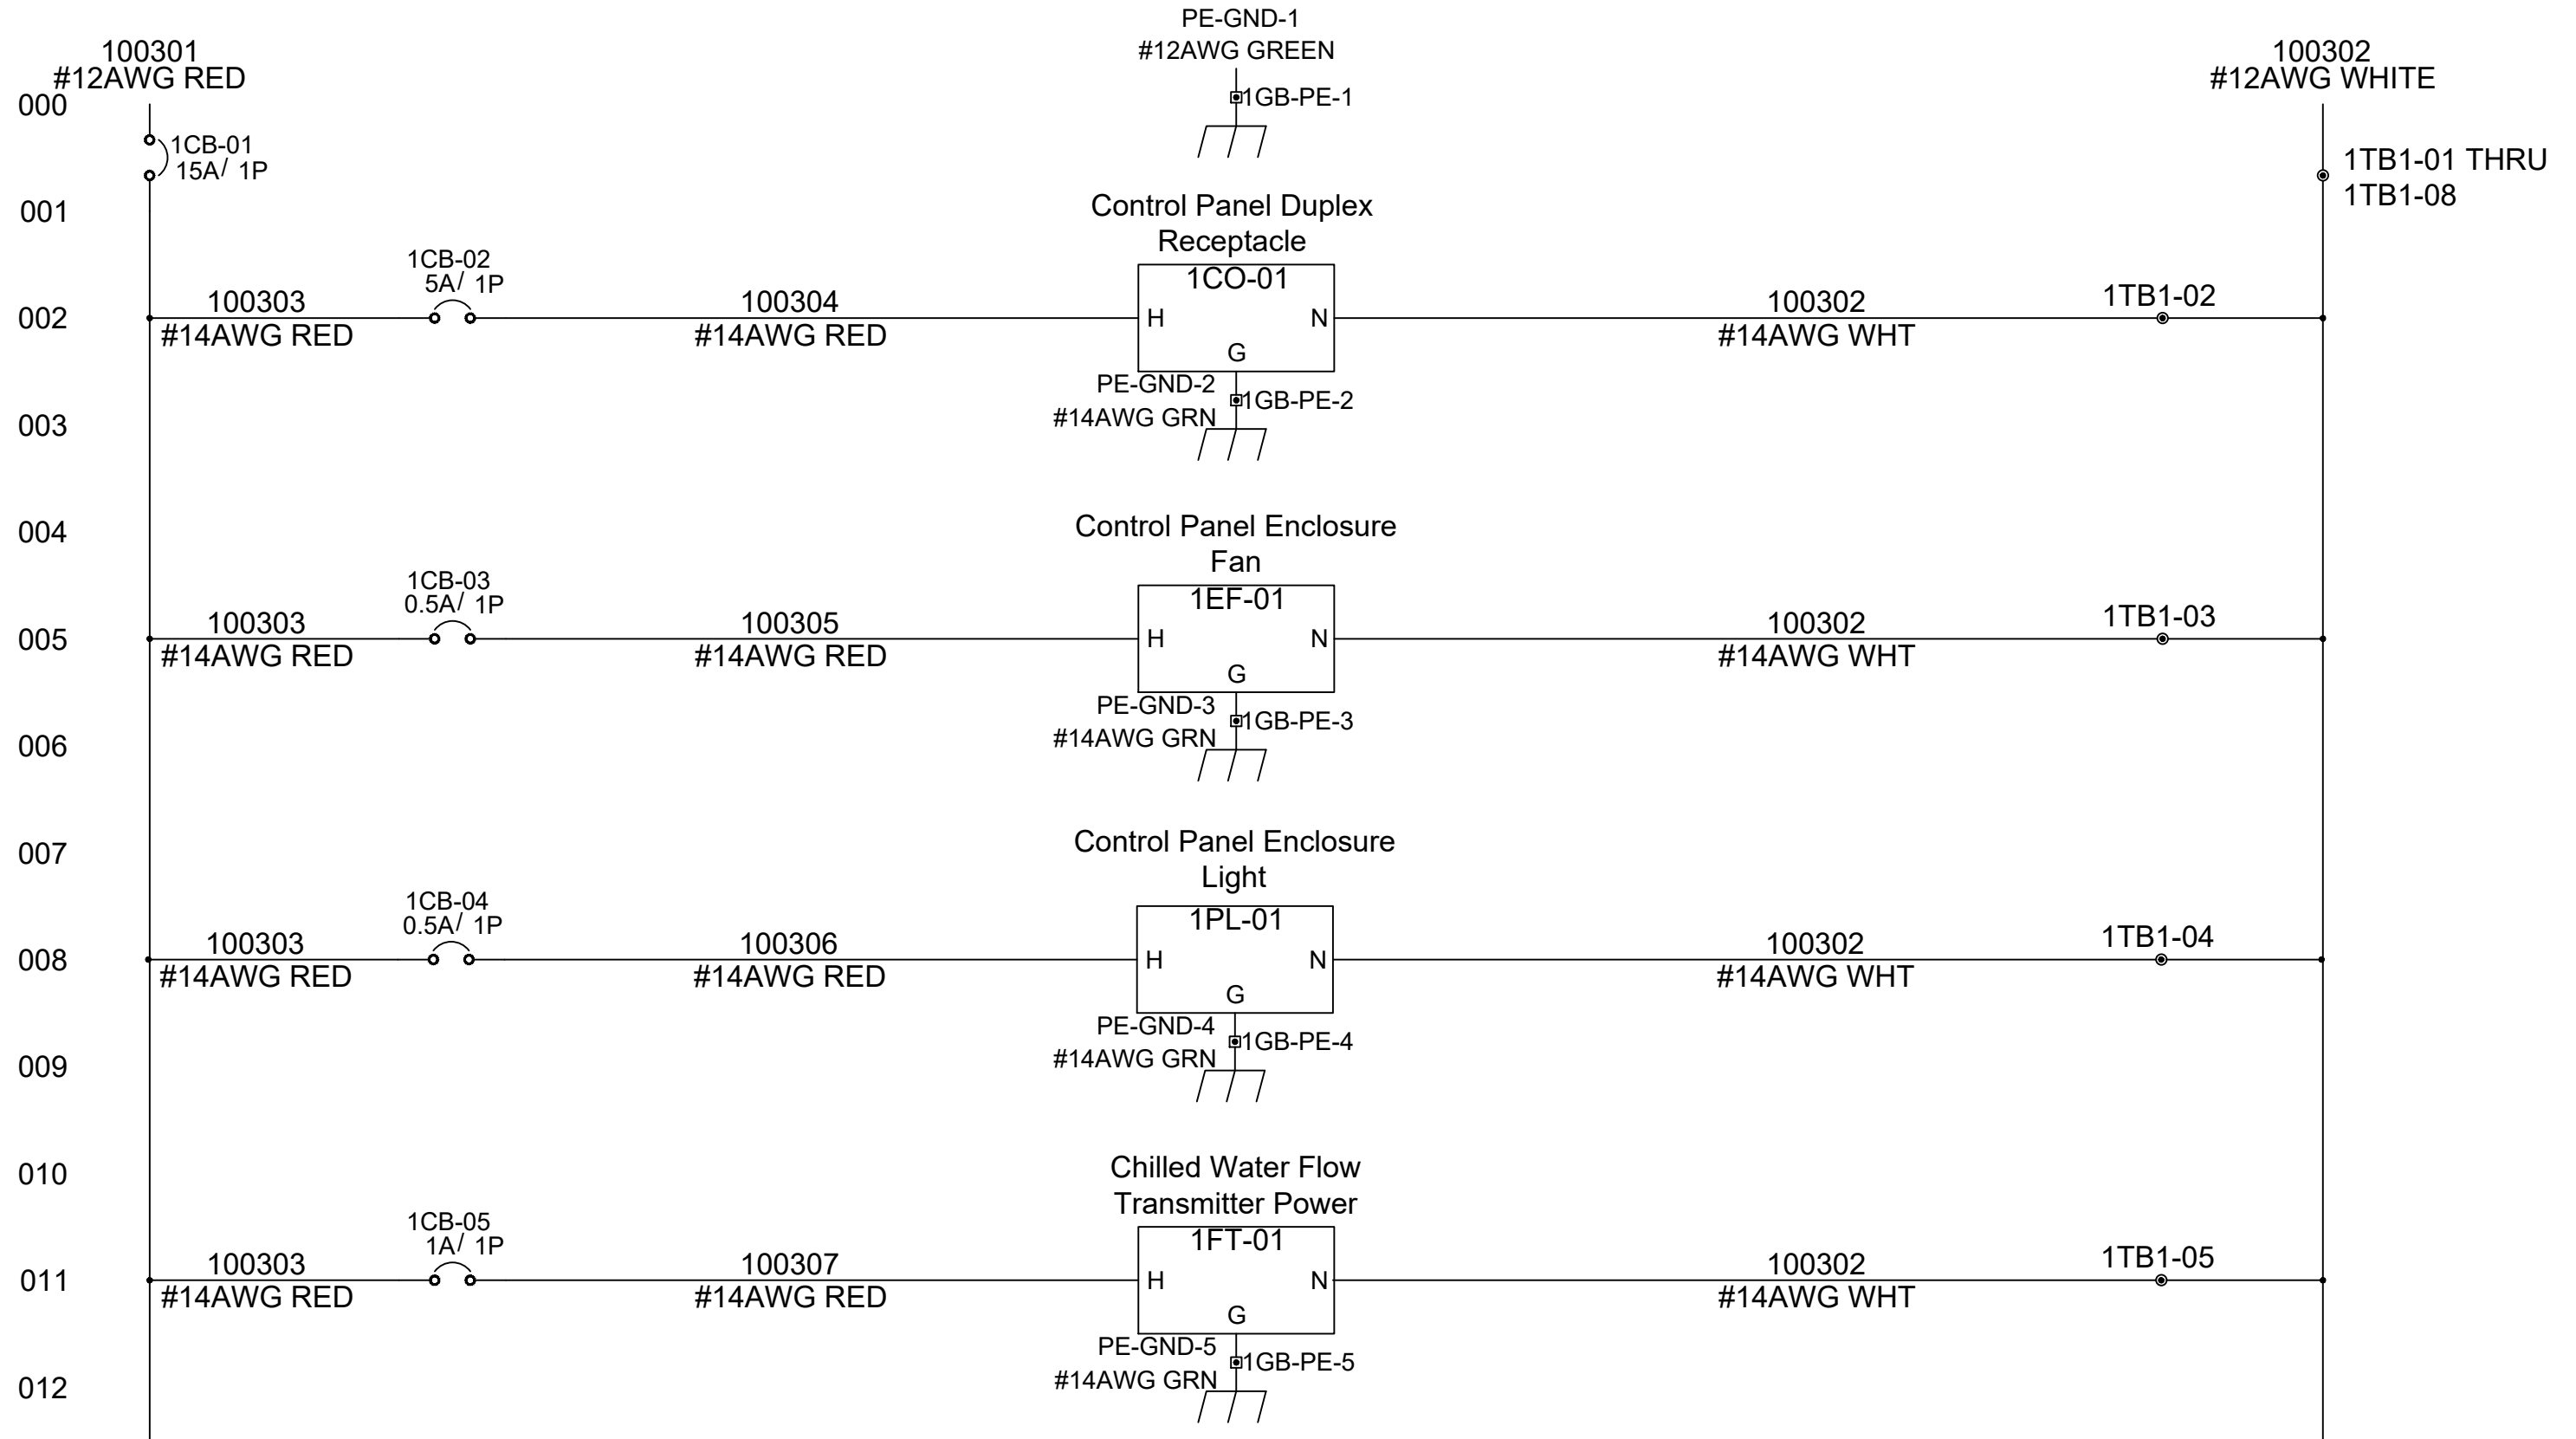 PE-GND-1
#12AWG GREEN
100301
#12AWG RED
100302
#12AWG WHITE
000
1GB-PE-1
1CB-01
15A/ 1P
1TB1-01 THRU
1TB1-08
001
Control Panel Duplex
Receptacle
1CB-02
5A/ 1P
1CO-01
002
100303
#14AWG RED
100304
#14AWG RED
H
N
G
100302
#14AWG WHT
1TB1-02
PE-GND-2
#14AWG GRN
1GB-PE-2
003
004
Control Panel Enclosure
Fan
1CB-03
0.5A/ 1P
1EF-01
005
100303
#14AWG RED
100305
#14AWG RED
H
N
G
100302
#14AWG WHT
1TB1-03
PE-GND-3
#14AWG GRN
1GB-PE-3
006
007
Control Panel Enclosure
Light
1CB-04
0.5A/ 1P
1PL-01
008
100303
#14AWG RED
100306
#14AWG RED
H
N
G
100302
#14AWG WHT
1TB1-04
PE-GND-4
#14AWG GRN
1GB-PE-4
009
010
Chilled Water Flow
Transmitter Power
1CB-05
1A/ 1P
1FT-01
011
100303
#14AWG RED
100307
#14AWG RED
H
N
G
100302
#14AWG WHT
1TB1-05
PE-GND-5
#14AWG GRN
1GB-PE-5
012